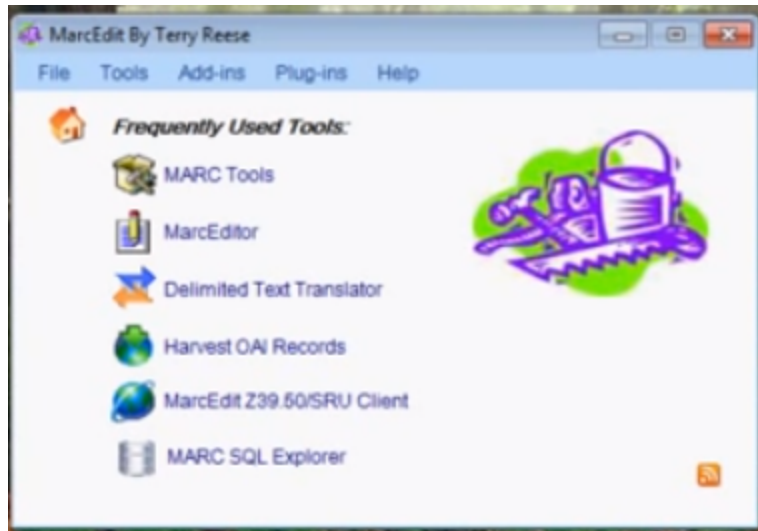 MarcEdit By Terry Reese
File Tools Add-ins Plug-ins Help
Frequently Used Tools:
MARC Tools
MarcEditor
Delimited Text Translator
Harvest OAI Records
MarcEdit Z39.50/SRU Client
MARC SQL Explorer